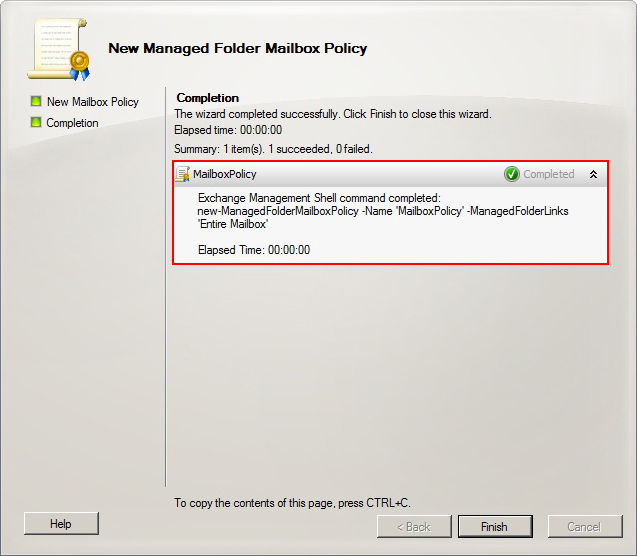 New Managed Folder Mailbox Policy
New Mailbox Policy
Completion
Completion
The wizard completed successfully. Click Finish to close this wizard.
Elapsed time: 00:00:00
Summary: 1 item(s). 1 succeeded, 0 failed.
MailboxPolicy
Completed
Exchange Management Shell command completed:
new-ManagedFolderMailboxPolicy -Name 'MailboxPolicy' -ManagedFolderLinks
'Entire Mailbox'
Elapsed Time: 00:00:00
To copy the contents of this page, press CTRL+C.
Help
< Back
Finish
Cancel